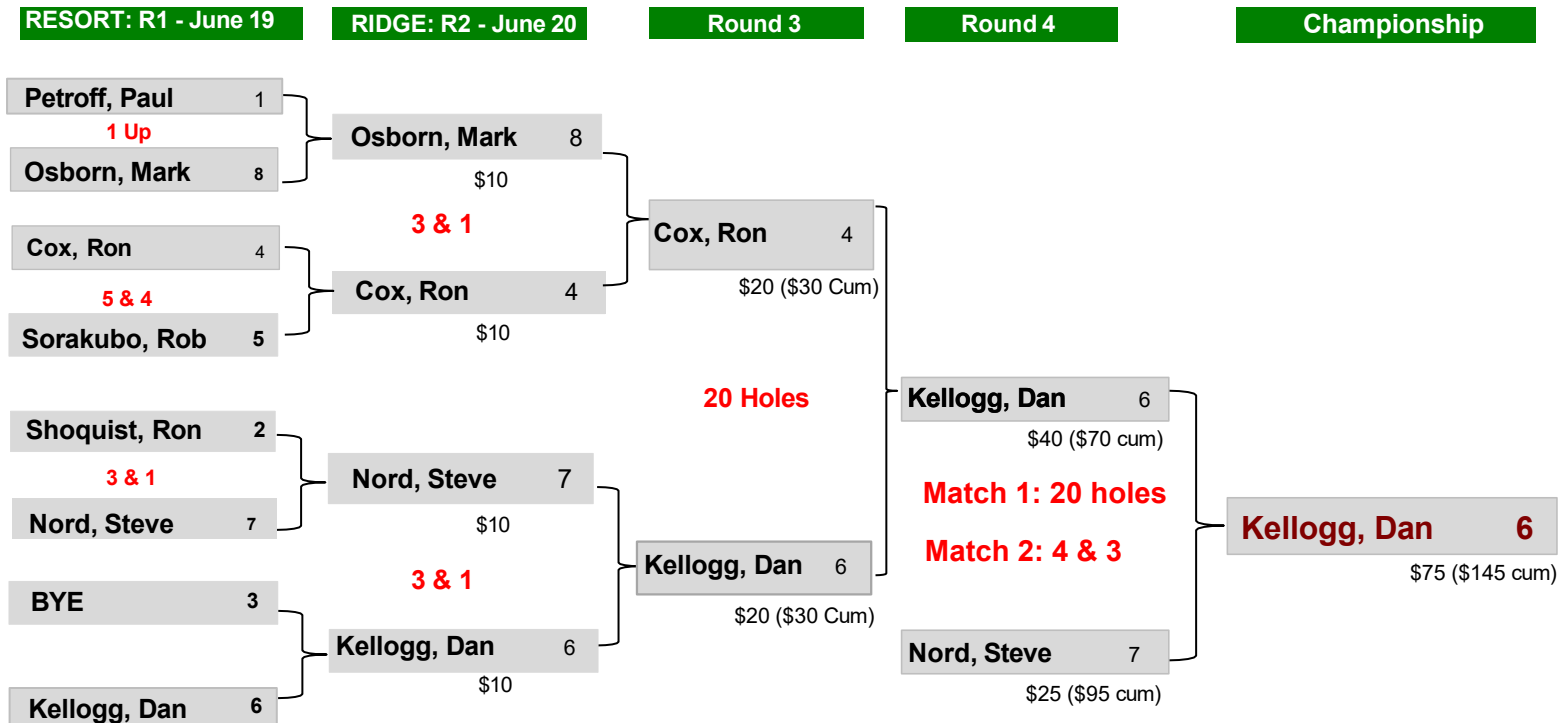 RESORT: R1 - June 19
RIDGE: R2 - June 20
Round 3
Round 4
Championship
Petroff, Paul 1
1 Up
Osborn, Mark 8
Cox, Ron 4
5 & 4
Sorakubo, Rob 5
Shoquist, Ron 2
3 & 1
Nord, Steve 7
BYE 3
Kellogg, Dan 6
Osborn, Mark 8
$10
3 & 1
Cox, Ron 4
$10
Nord, Steve 7
$10
3 & 1
Kellogg, Dan 6
$10
Cox, Ron 4
$20 ($30 Cum)
20 Holes
Kellogg, Dan 6
$20 ($30 Cum)
Kellogg, Dan 6
$40 ($70 cum)
Match 1: 20 holes
Match 2: 4 & 3
Nord, Steve 7
$25 ($95 cum)
Kellogg, Dan 6
$75 ($145 cum)